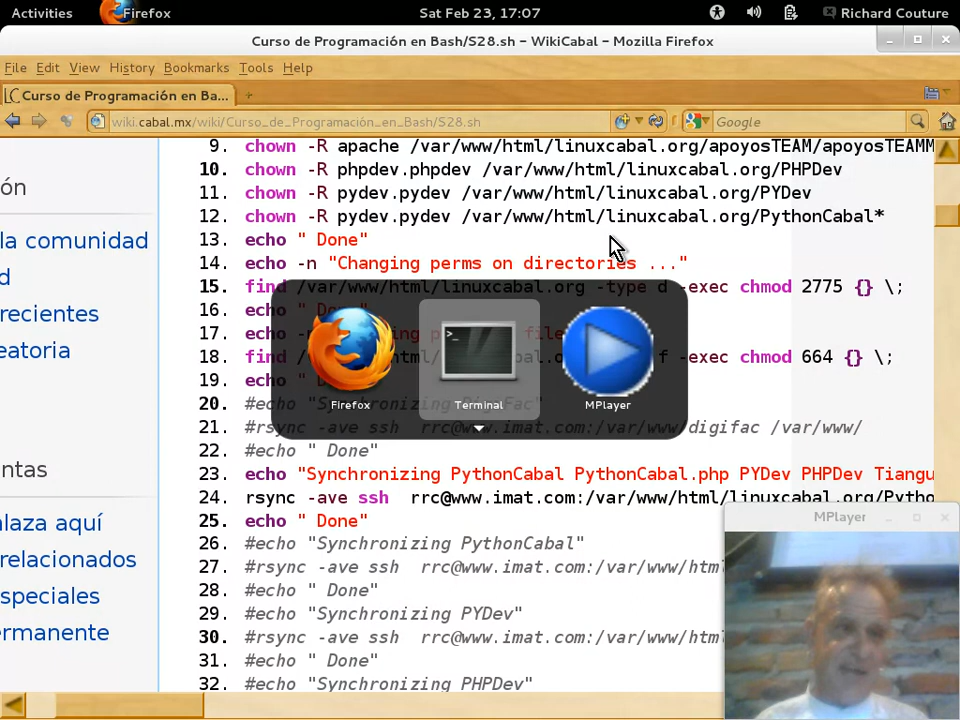 Activities Firefox Sat Feb 23, 17:07 Richard Couture
Curso de Programación en Bash/S28.sh - WikiCabal - Mozilla Firefox
File Edit View History Bookmarks Tools Help
Curso de Programación en Ba...
wiki.cabal.mx/wiki/Curso_de_Programación_en_Bash/S28.sh Google
9. chown -R apache /var/www/html/linuxcabal.org/apoyosTEAM/apoyosTEAMM
10. chown -R phpdev.phpdev /var/www/html/linuxcabal.org/PHPDev
11. chown -R pydev.pydev /var/www/html/linuxcabal.org/PYDev
12. chown -R pydev.pydev /var/www/html/linuxcabal.org/PythonCabal*
13. echo " Done"
14. echo -n "Changing perms on directories ..."
15. find /var/www/html/linuxcabal.org -type d -exec chmod 2775 {} \;
16. echo " Do
17. echo
18. find f -exec chmod 664 {} \;
19. echo "
20. #echo "Synchronizing DigiFac"
21. #rsync -ave ssh rrc@www.imat.com:/var/www/digifac /var/www/
22. #echo " Done"
23. echo "Synchronizing PythonCabal PythonCabal.php PYDev PHPDev Tiangu
24. rsync -ave ssh rrc@www.imat.com:/var/www/html/linuxcabal.org/Pytho
25. echo " Done"
26. #echo "Synchronizing PythonCabal"
27. #rsync -ave ssh rrc@www.imat.com:/var/www/htm
28. #echo " Done"
29. #echo "Synchronizing PYDev"
30. #rsync -ave ssh rrc@www.imat.com:/var/www/htm
31. #echo " Done"
32. #echo "Synchronizing PHPDev"
ón
la comunidad
d
recientes
eatoria
ntas
nlaza aquí
relacionados
speciales
ermanente
Firefox Terminal MPlayer
MPlayer